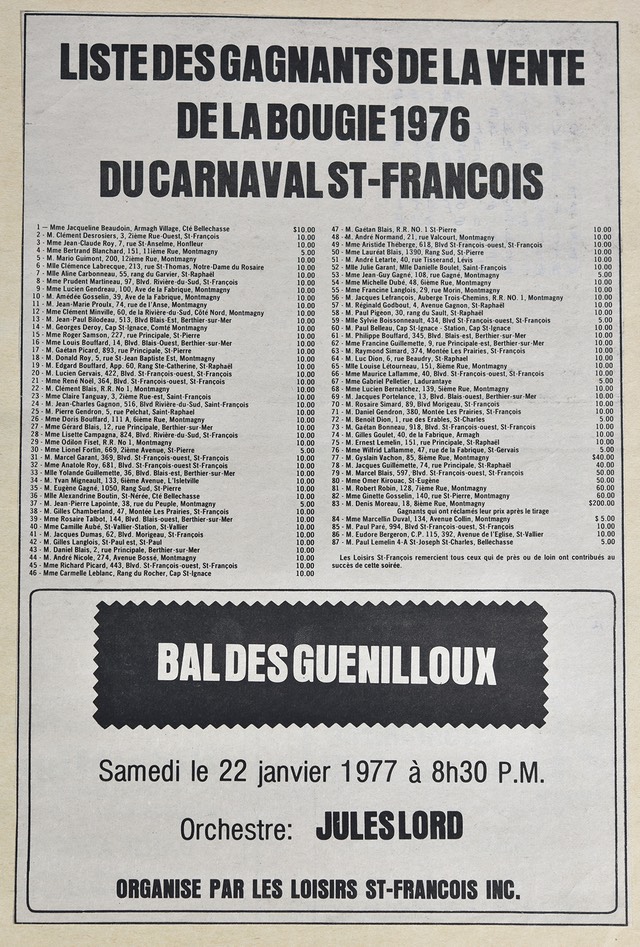 LISTE DES GAGNANTS DE LA VENTE
DE LA BOUGIE 1976
DU CARNAVAL ST-FRANCOIS
1 — Mme Jacqueline Beaudoin, Armagh Village, Cté Bellechasse $10.00
2 - M. Clément Desrosiers, 3, 2ième Rue-Ouest, St-François 10.00
3 - Mme Jean-Claude Roy, 7, rue St-Anselme, Honfleur 10.00
4 - Mme Bertrand Blanchard, 151, 11ième Rue, Montmagny 5.00
5 - M. Mario Guimont, 200, 12ième Rue, Montmagny 10.00
6 - Mlle Clémence Labrecque, 213, rue St-Thomas, Notre-Dame du Rosaire 10.00
7 - Mlle Aline Carbonneau, 55, rang du Garvier, St-Raphaël 10.00
8 - Mme Prudent Martineau, 97, Blvd. Rivière-du-Sud, St-François 10.00
9 - Mme Lucien Gendreau, 100, Ave de la Fabrique, Montmagny 10.00
10 - M. Amédée Gosselin, 39, Ave de la Fabrique, Montmagny 10.00
11 - M. Jean-Marie Proulx, 74, rue de l'Anse, Montmagny 10.00
12 - Mme Clément Minville, 60, de la Rivière-du-Sud, Côté Nord, Montmagny 10.00
13 - M. Jean-Paul Bilodeau, 513, Blvd Blais-Est, Berthier-sur-Mer 10.00
14 - M. Georges Deroy, Cap St-Ignace, Comté Montmagny 10.00
15 - Mme Roger Samson, 227, rue Principale, St-Pierre 10.00
16 - Mme Louis Bouffard, 14, Blvd. Blais-Ouest, Berthier-sur-Mer 10.00
17 - M. Gaétan Picard, 893, rue Principale, St-Pierre 10.00
18 - M. Donald Roy, 5, rue St-Jean Baptiste Est, Montmagny 10.00
19 - M. Edgard Bouffard, App. 60, Rang Ste-Catherine, St-Raphaël 10.00
20 - M. Lucien Gervais, 422, Blvd. St-François-ouest, St-François 10.00
21 - Mme René Noël, 364, Blvd. St-François-ouest, St-François 10.00
22 - M. Clément Blais, R.R. No 1, Montmagny 10.00
23 - Mme Claire Tanguay, 3, 2ième Rue-est, Saint-François 10.00
24 - M. Jean-Charles Gagnon, 516, Blvd Rivière-du-Sud, Saint-François 10.00
25 - M. Pierre Gendron, 5, rue Pelchat, Saint-Raphael 10.00
26 - Mme Doris Bouffard, 111 A, 6ième Rue, Montmagny 10.00
27 - Mme Gérard Blais, 12, rue Principale, Berthier-sur-Mer 10.00
28 - Mme Lisette Campagna, 824, Blvd. Rivière-du-Sud, St-François 10.00
29 - Mme Odilon Fiset, R.R. No 1, Montmagny 10.00
30 - Mme Lionel Fortin, 669, 2ième Avenue, St-Pierre 5.00
31 - M. Marcel Garant, 369, Blvd. St-François-ouest, St-François 10.00
32 - Mme Anatole Roy, 681, Blvd. St-François-ouest St-François 10.00
33 - Mlle Yolande Guillemette, 36, Blvd. Blais-est, Berthier-sur-Mer 10.00
34 - M. Yvan Migneault, 133, 6ième Avenue, L'Isletville 10.00
35 - M. Eugène Gagné, 1050, Rang Sud, St-Pierre 10.00
36 - Mlle Alexandrine Boutin, St-Nérée, Cté Bellechasse 10.00
37 - M. Jean-Pierre Lapointe, 38, rue du Peuple, Montmagny 5.00
38 - M. Gilles Chamberland, 47, Montée Les Prairies, St-François 10.00
39 - Mme Rosaire Talbot, 144, Blvd. Blais-ouest, Berthier-sur-Mer 10.00
40 - Mme Camille Aubé, St-Vallier-Station, St-Vallier 10.00
41 - M. Jacques Dumas, 62, Blvd. Morigeau, St-François 10.00
42 - M. Gilles Langlois, St-Paul est, St-Paul 10.00
43 - M. Daniel Blais, 2, rue Principale, Berthier-sur-Mer 10.00
44 - M. André Nicole, 274, Avenue Bossé, Montmagny 10.00
45 - Mme Richard Picard, 443, Blvd. St-François-ouest, St-François 10.00
46 - Mme Carmelle Leblanc, Rang du Rocher, Cap St-Ignace 10.00
47 - M. Gaëtan Blais, R.R. NO. 1 St-Pierre 10.00
48 - M. André Normand, 21, rue Valcourt, Montmagny 10.00
49 - Mme Aristide Théberge, 618, Blvd St-François-ouest, St-François 10.00
50 - Mme Lauréat Blais, 1390, Rang Sud, St-Pierre 10.00
51 - M. André Letarte, 40, rue Tisserand, Lévis 10.00
52 - Mlle Julie Garant, Mlle Danielle Boulet, Saint-François 10.00
53 - Mme Jean-Guy Gagné, 108, rue Gagné, Montmagny 5.00
54 - Mme Michelle Dubé, 48, 6ième Rue, Montmagny 10.00
55 - Mme Francine Langlois, 29, rue Morin, Montmagny 10.00
56 - M. Jacques Lefrançois, Auberge Trois-Chemins, R.R. NO. 1, Montmagny 10.00
57 - M. Réginald Godbout, 4, Avenue Gagnon, St-Raphaël 10.00
58 - M. Paul Pigeon, 30, rang du Sault, St-Raphaël 10.00
59 - Mlle Sylvie Boissonneault, 434, Blvd St-François-ouest, St-François 5.00
60 - M. Paul Belleau, Cap St-Ignace - Station, Cap St-Ignace 10.00
61 - M. Philippe Bouffard, 345, Blvd. Blais-est, Berthier-sur-Mer 10.00
62 - Mme Francine Guillemette, 9, rue Principale-est, Berthier-sur-Mer 10.00
63 - M. Raymond Simard, 374, Montée Les Prairies, St-François 10.00
64 - M. Luc Dion, 6, rue Beaudry, St-Raphaël 10.00
65 - Mlle Louise Létourneau, 151, 8ième Rue, Montmagny 10.00
66 - Mme Maurice Laflamme, 40, Blvd. St-François-ouest, St-François 10.00
67 - Mme Gabriel Pelletier, Ladurantaye 5.00
68 - Mme Lucien Bernatchez, 139, 5ième Rue, Montmagny 10.00
69 - M. Jacques Portelance, 13, Blvd. Blais-ouest, Berthier-sur-Mer 10.00
70 - M. Rosaire Simard, 89, Blvd Morigeau, St-François 10.00
71 - M. Daniel Gendron, 380, Montée Les Prairies, St-François 10.00
72 - M. Benoit Dion, 1, rue des Erables, St-Charles 5.00
73 - M. Gaétan Bonneau, 918, Blvd. St-François-ouest, St-François 10.00
74 - M. Gilles Goulet, 40, de la Fabrique, Armagh 10.00
75 - M. Ernest Lemelin, 151, rue Principale, St-Raphaël 10.00
76 - Mme Wilfrid Laflamme, 47, rue de la Fabrique, St-Gervais 5.00
77 - M. Gyslain Vachon, 85, 8ième Rue, Montmagny $40.00
78 - M. Jacques Guillemette, 74, rue Principale, St-Raphaël 40.00
79 - M. Marcel Blais, 597, Blvd. St-François-ouest, St-François 50.00
80 - Mme Omer Kirouac, St-Eugène 50.00
81 - M. Robert Robin, 128, 7ième Rue, Montmagny 60.00
82 - Mme Ginette Gosselin, 140, rue St-Pierre, Montmagny 60.00
83 - M. Denis Moreau, 18, 8ième Rue, Montmagny $200.00
Gagnants qui ont réclamés leur prix après le tirage
84 - Mme Marcellin Duval, 134, Avenue Collin, Montmagny $ 5.00
85 - M. Paul Paré, 994, Blvd St-François-ouest, St-François 10.00
86 - M. Eudore Bergeron, C.P. 115, 392, Avenue de l'Eglise, St-Vallier 10.00
87 - M. Paul Lemelin 4-A St-Joseph St-Charles, Bellechasse 5.00
Les Loisirs St-François remercient tous ceux qui de près ou de loin ont contribués au
succès de cette soirée.
BAL DES GUENILLOUX
Samedi le 22 janvier 1977 à 8h30 P.M.
Orchestre: JULES LORD
ORGANISE PAR LES LOISIRS ST-FRANCOIS INC.